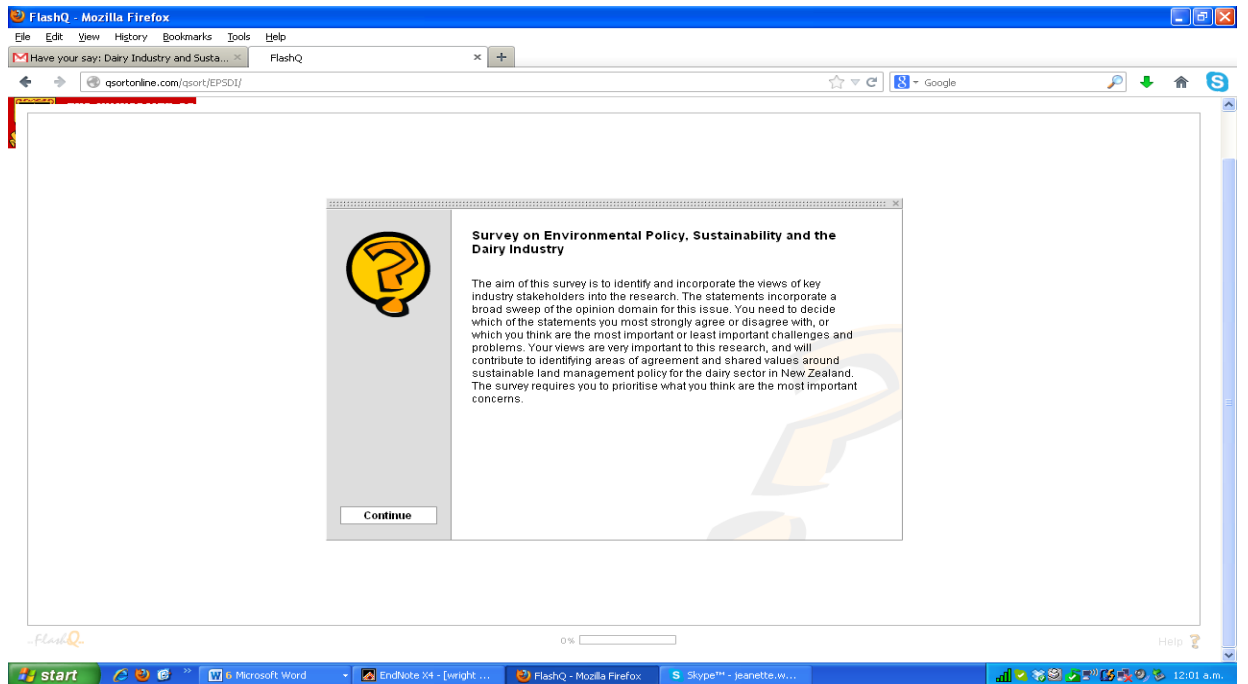 FlashQ - Mozilla Firefox
File Edit View History Bookmarks Tools Help
Have your say: Dairy Industry and Susta... FlashQ
qsortonline.com/qsort/EPSDI/ Google
Survey on Environmental Policy, Sustainability and the
Dairy Industry
The aim of this survey is to identify and incorporate the views of key
industry stakeholders into the research. The statements incorporate a
broad sweep of the opinion domain for this issue. You need to decide
which of the statements you most strongly agree or disagree with, or
which you think are the most important or least important challenges and
problems. Your views are very important to this research, and will
contribute to identifying areas of agreement and shared values around
sustainable land management policy for the dairy sector in New Zealand.
The survey requires you to prioritise what you think are the most important
concerns.
Continue
FlashQ 0% Help
start 6 Microsoft Word EndNote X4 - [wright ... FlashQ - Mozilla Firefox Skype™ - jeanette.w... 12:01 a.m.